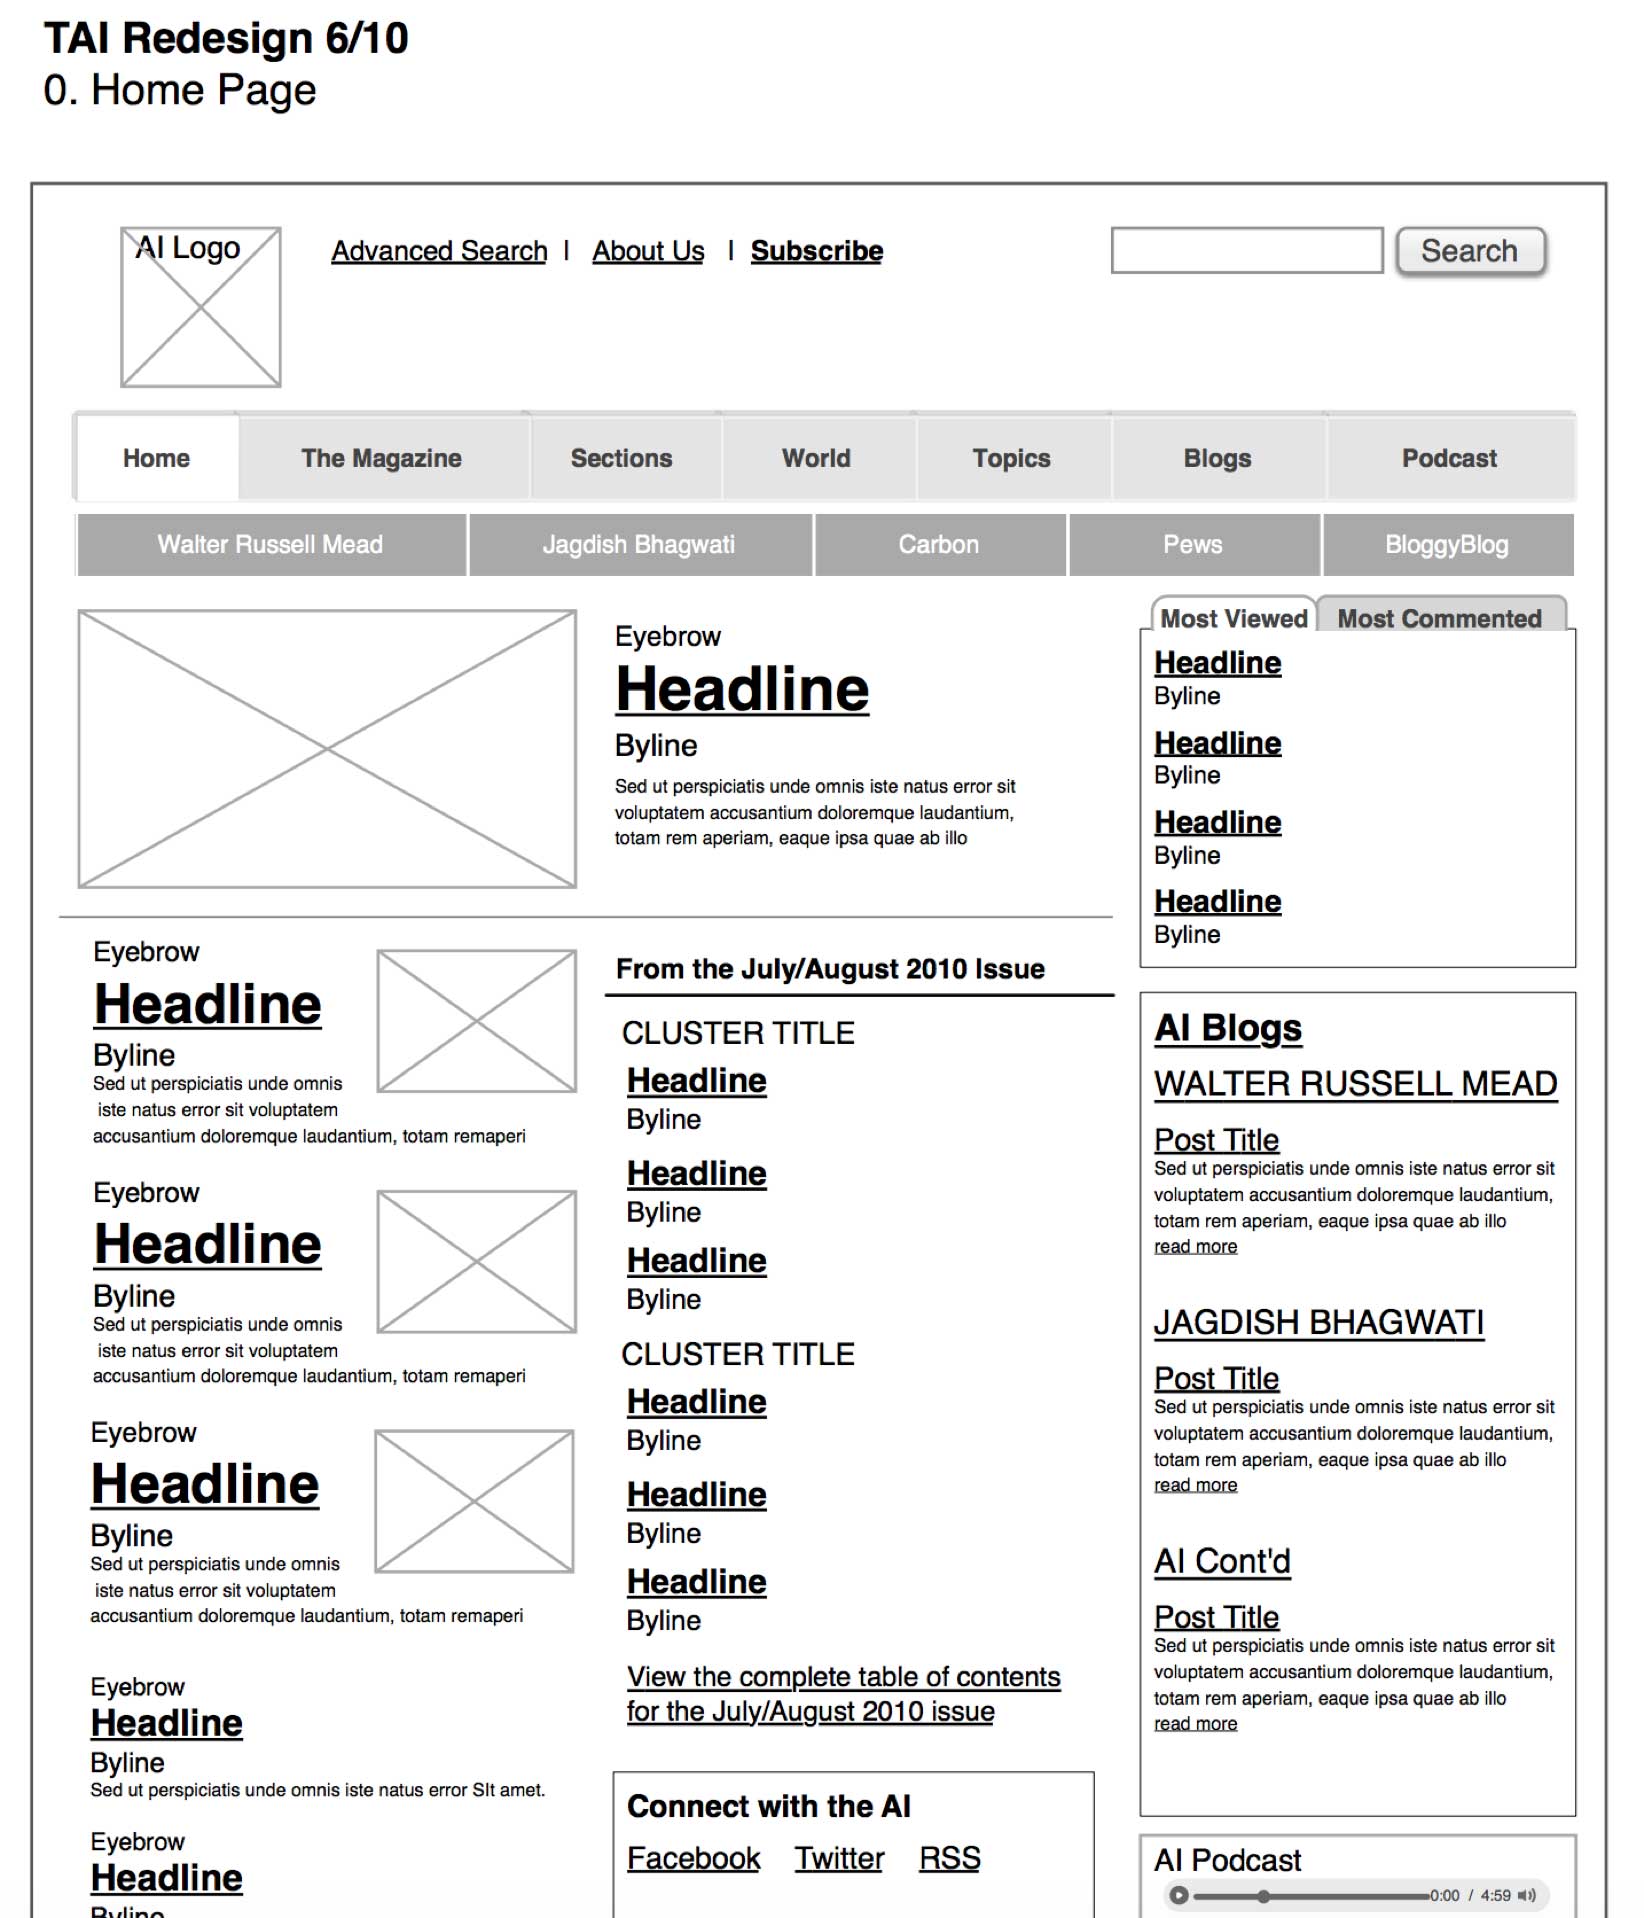 TAI Redesign 6/10
0. Home Page
AI Logo
Advanced Search | About Us | Subscribe
Search
Home The Magazine Sections World Topics Blogs Podcast
Walter Russell Mead Jagdish Bhagwati Carbon Pews BloggyBlog
Eyebrow
Headline
Byline
Sed ut perspiciatis unde omnis iste natus error sit
voluptatem accusantium doloremque laudantium,
totam rem aperiam, eaque ipsa quae ab illo
Eyebrow
Headline
Byline
Sed ut perspiciatis unde omnis
iste natus error sit voluptatem
accusantium doloremque laudantium, totam remaperi
Eyebrow
Headline
Byline
Sed ut perspiciatis unde omnis
iste natus error sit voluptatem
accusantium doloremque laudantium, totam remaperi
Eyebrow
Headline
Byline
Sed ut perspiciatis unde omnis
iste natus error sit voluptatem
accusantium doloremque laudantium, totam remaperi
Eyebrow
Headline
Byline
Sed ut perspiciatis unde omnis iste natus error SIt amet.
Eyebrow
Headline
Byline
From the July/August 2010 Issue
CLUSTER TITLE
Headline
Byline
Headline
Byline
Headline
Byline
CLUSTER TITLE
Headline
Byline
Headline
Byline
Headline
Byline
View the complete table of contents
for the July/August 2010 issue
Connect with the AI
Facebook Twitter RSS
Most Viewed Most Commented
Headline
Byline
Headline
Byline
Headline
Byline
Headline
Byline
AI Blogs
WALTER RUSSELL MEAD
Post Title
Sed ut perspiciatis unde omnis iste natus error sit
voluptatem accusantium doloremque laudantium,
totam rem aperiam, eaque ipsa quae ab illo
read more
JAGDISH BHAGWATI
Post Title
Sed ut perspiciatis unde omnis iste natus error sit
voluptatem accusantium doloremque laudantium,
totam rem aperiam, eaque ipsa quae ab illo
read more
AI Cont'd
Post Title
Sed ut perspiciatis unde omnis iste natus error sit
voluptatem accusantium doloremque laudantium,
totam rem aperiam, eaque ipsa quae ab illo
read more
AI Podcast
0:00 / 4:59